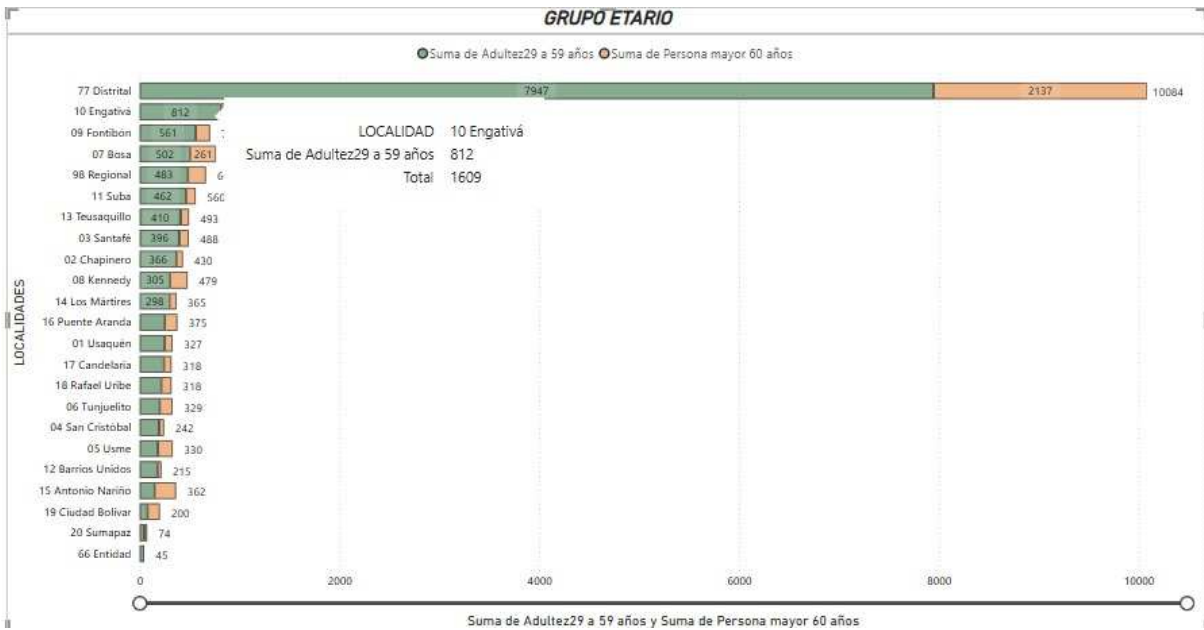 GRUPO ETARIO
Suma de Adultez29 a 59 años Suma de Persona mayor 60 años
77 Distrital 7947 2137 10084
10 Engativá 812
09 Fontibón 561
LOCALIDAD 10 Engativá
07 Bosa 502 261
Suma de Adultez29 a 59 años 812
98 Regional 483 6
Total 1609
11 Suba 462 560
13 Teusaquillo 410 493
03 Santafé 396 488
02 Chapinero 366 430
08 Kennedy 305 479
14 Los Mártires 298 365
16 Puente Aranda 375
01 Usaquén 327
17 Candelaria 318
18 Rafael Uribe 318
06 Tunjuelito 329
04 San Cristóbal 242
05 Usme 330
12 Barrios Unidos 215
15 Antonio Nariño 362
19 Ciudad Bolívar 200
20 Sumapaz 74
66 Entidad 45
LOCALIDADES
0 2000 4000 6000 8000 10000
Suma de Adultez29 a 59 años y Suma de Persona mayor 60 años